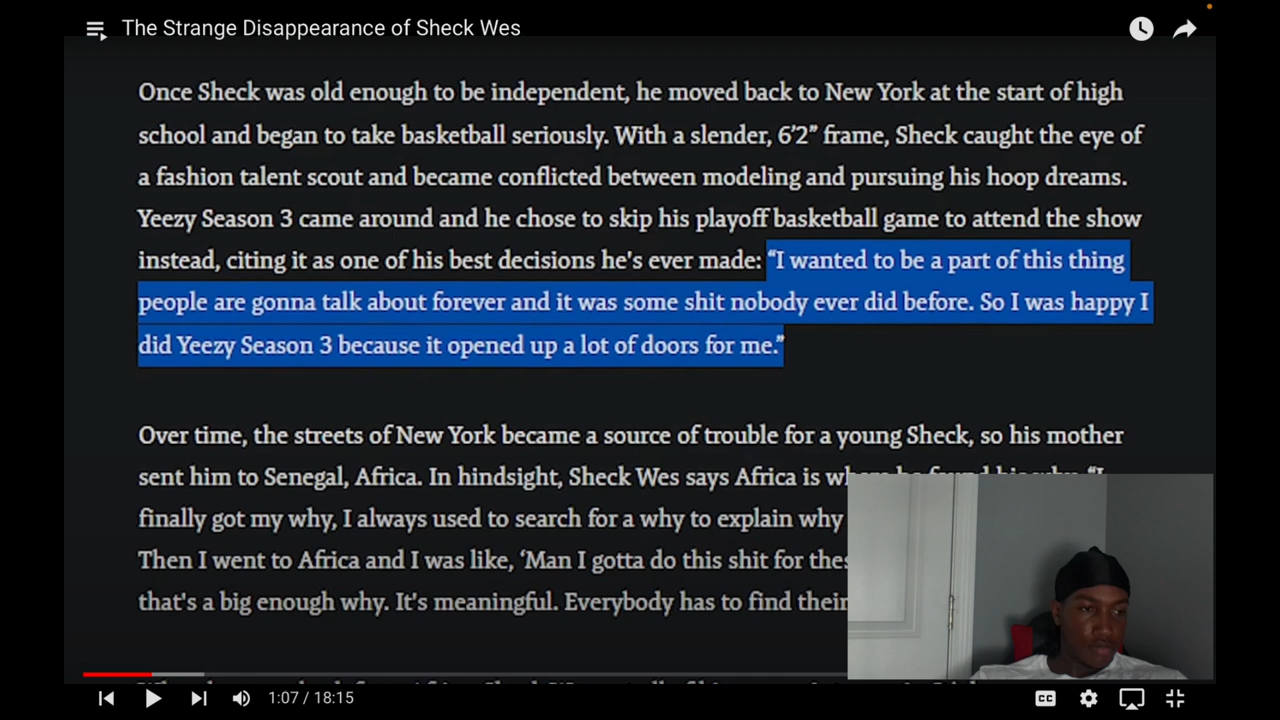 The Strange Disappearance of Sheck Wes
Once Sheck was old enough to be independent, he moved back to New York at the start of high
school and began to take basketball seriously. With a slender, 6’2” frame, Sheck caught the eye of
a fashion talent scout and became conflicted between modeling and pursuing his hoop dreams.
Yeezy Season 3 came around and he chose to skip his playoff basketball game to attend the show
instead, citing it as one of his best decisions he's ever made: “I wanted to be a part of this thing
people are gonna talk about forever and it was some shit nobody ever did before. So I was happy I
did Yeezy Season 3 because it opened up a lot of doors for me.”
Over time, the streets of New York became a source of trouble for a young Sheck, so his mother
sent him to Senegal, Africa. In hindsight, Sheck Wes says Africa is “I
finally got my why, I always used to search for a why to explain why
Then I went to Africa and I was like, ‘Man I gotta do this shit for
that's a big enough why. It's meaningful. Everybody has to find
1:07 / 18:15
CC